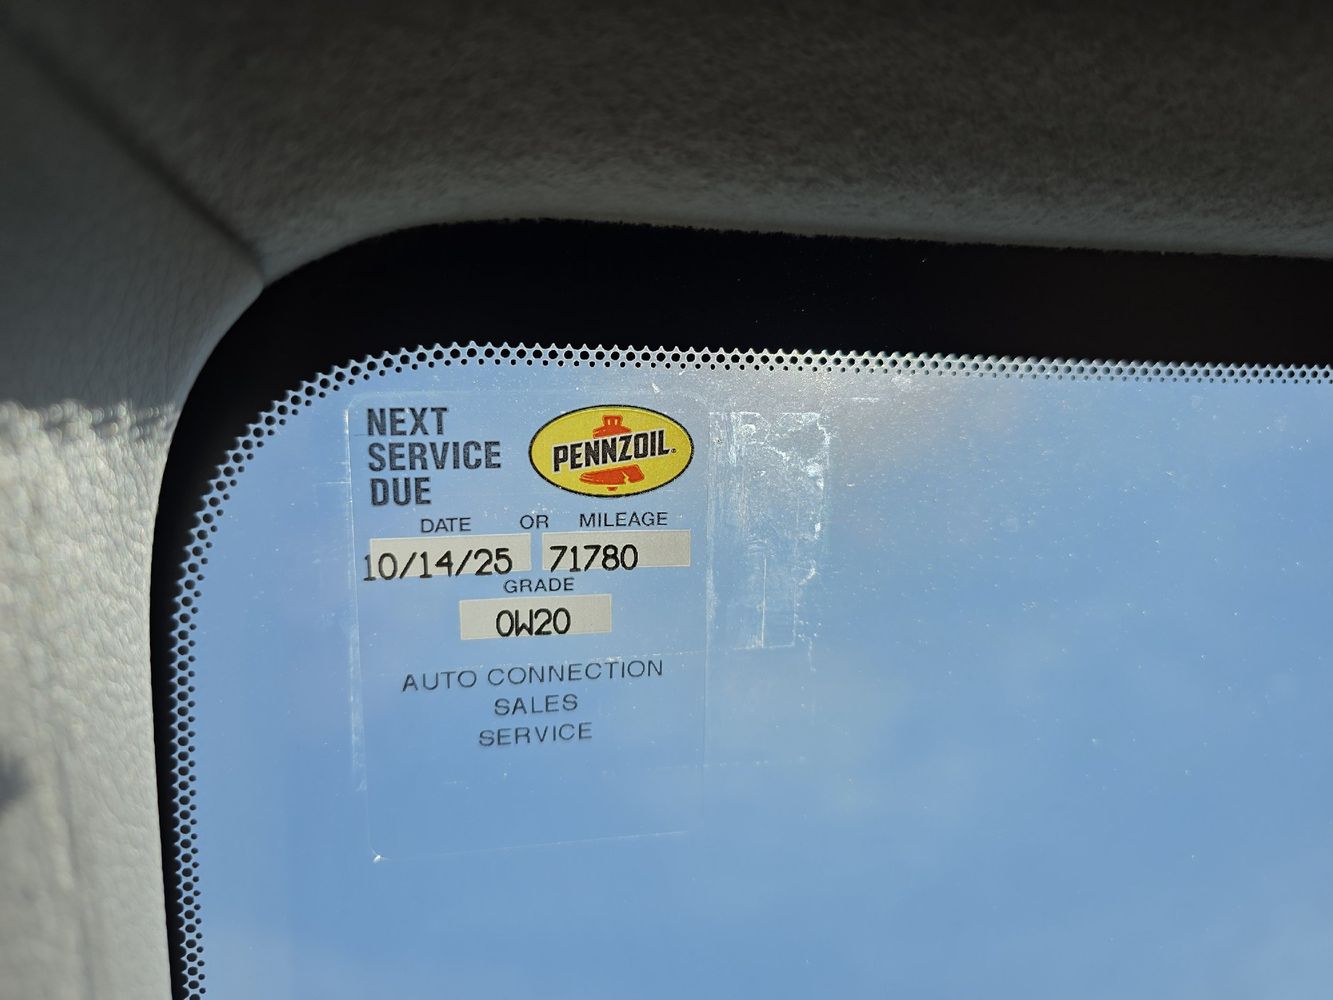 NEXT
SERVICE
DUE
PENNZOIL®
DATE OR MILEAGE
10/14/25 71780
GRADE
0W20
AUTO CONNECTION
SALES
SERVICE